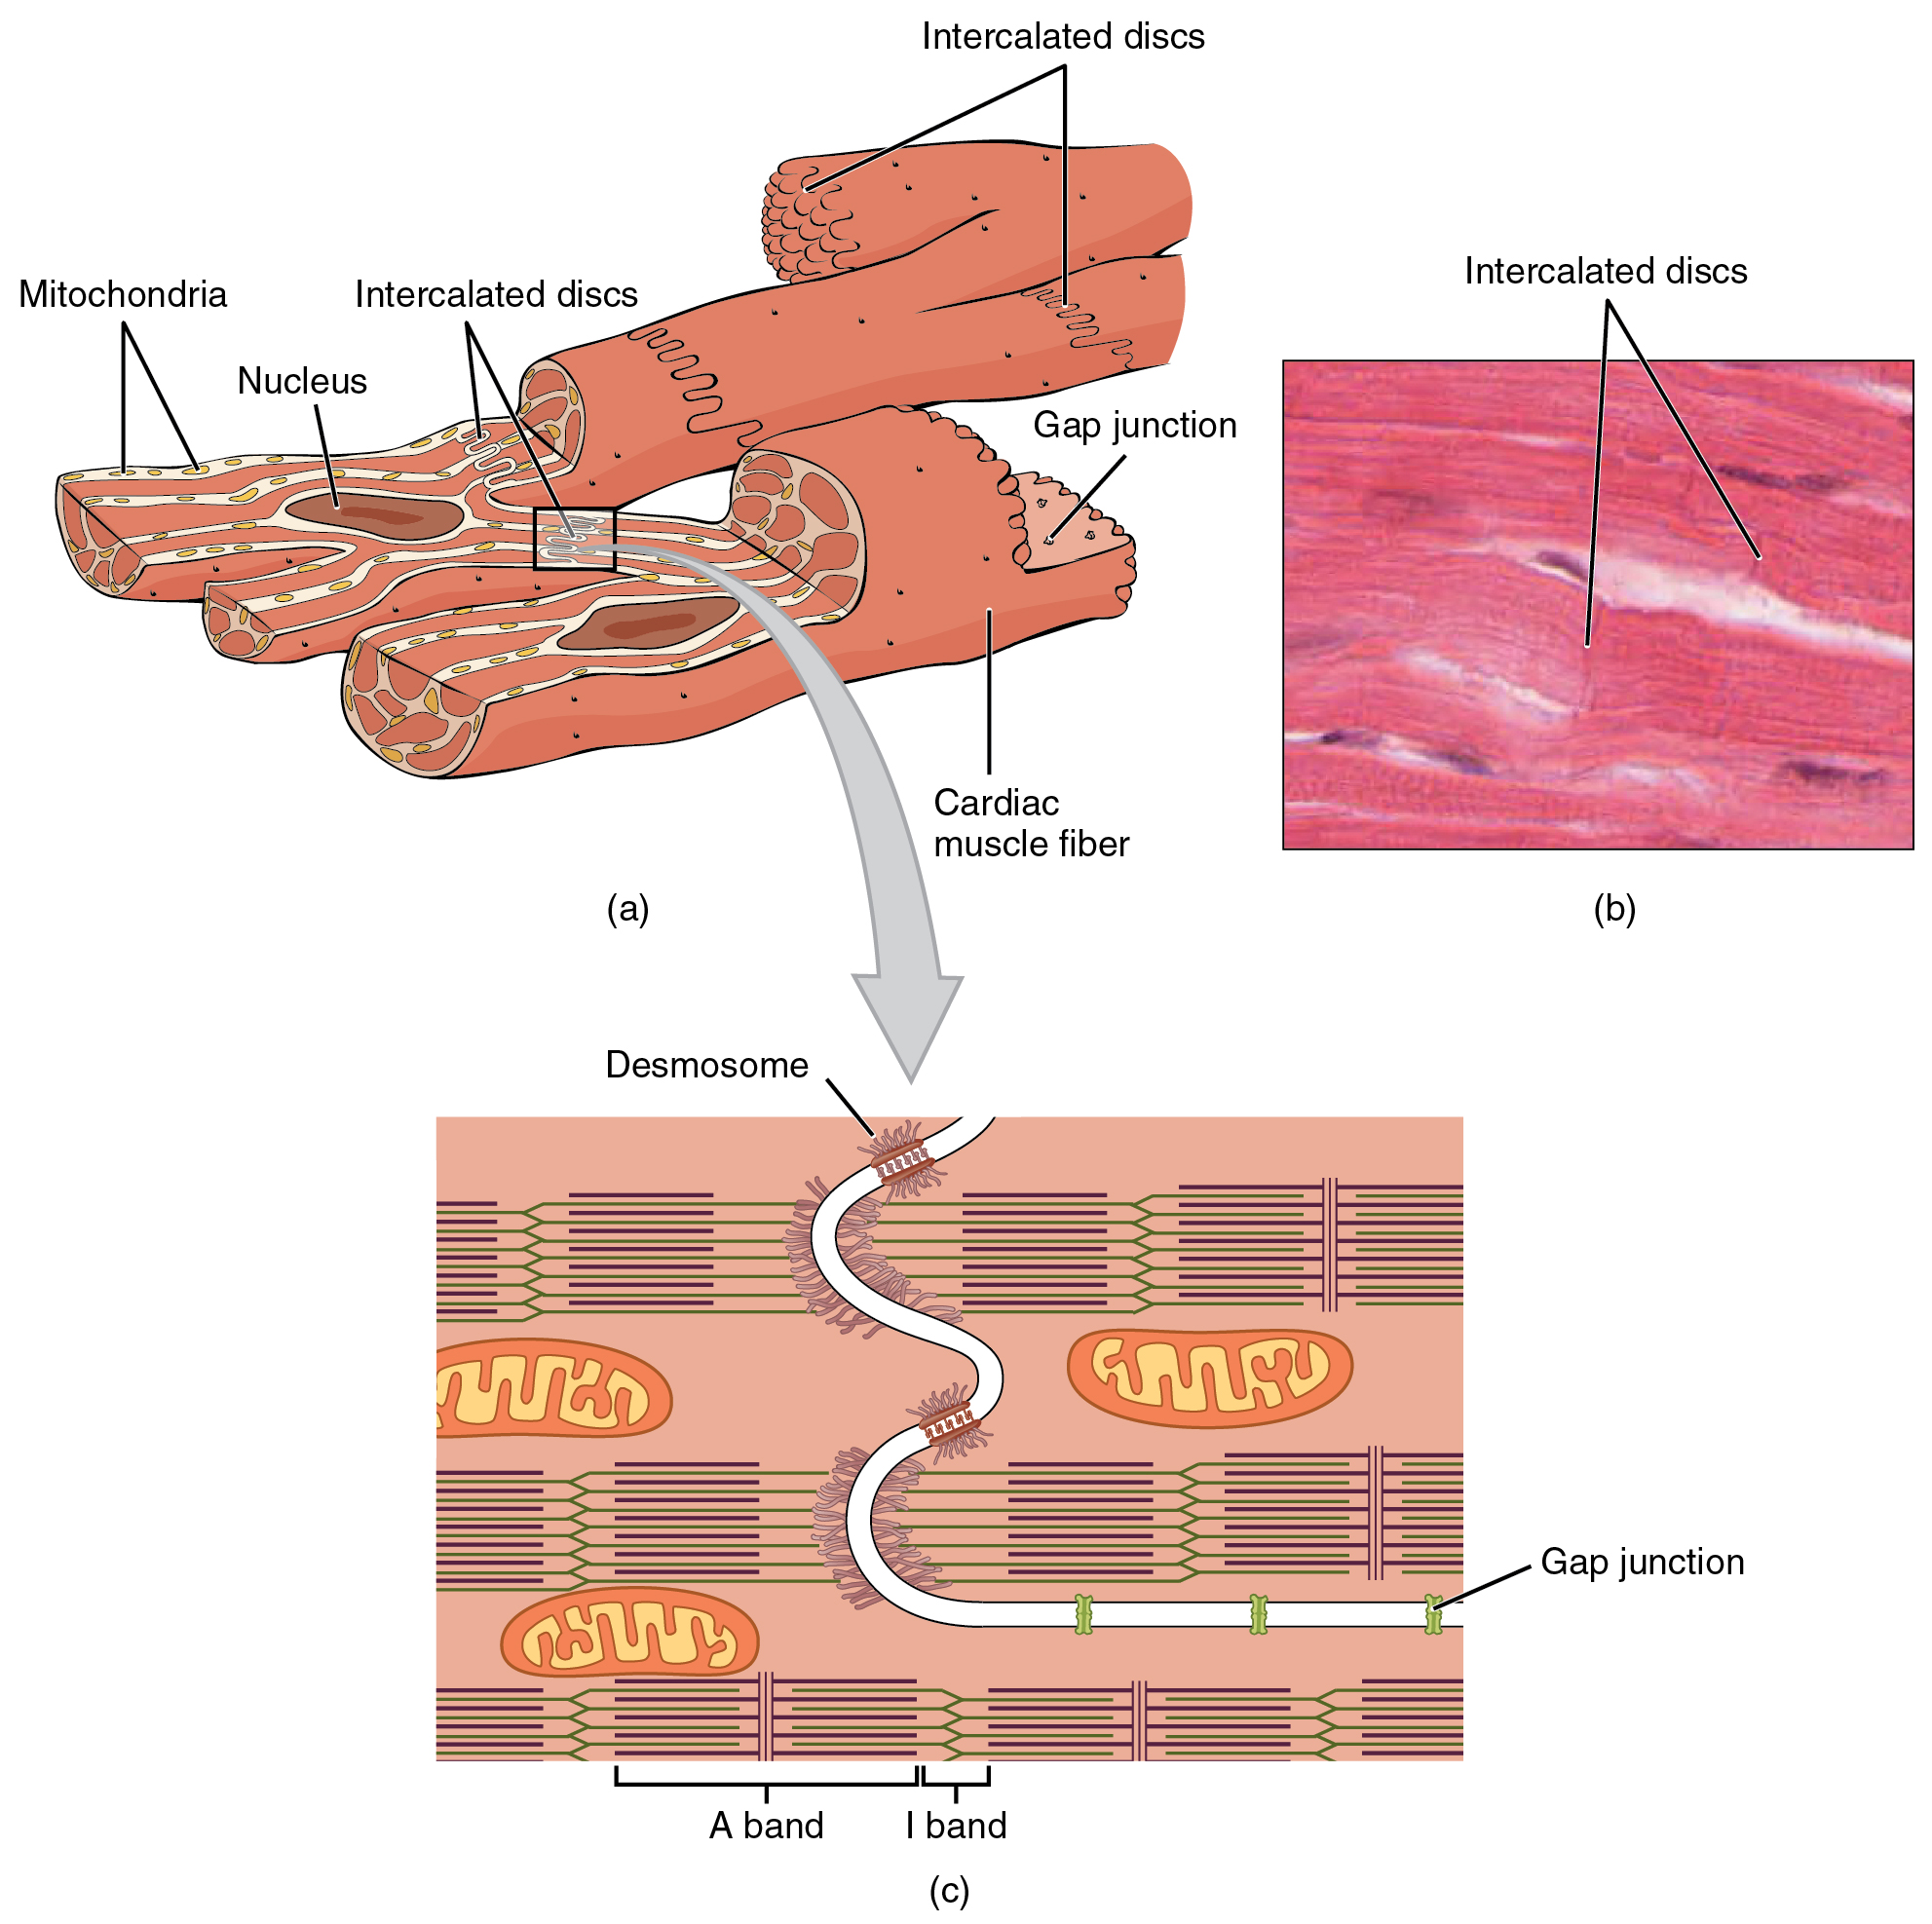 Intercalated discs
Intercalated discs
Mitochondria
Intercalated discs
Nucleus
Gap junction
Cardiac
muscle fiber
(a)
(b)
Desmosome
Gap junction
A band
I band
(c)